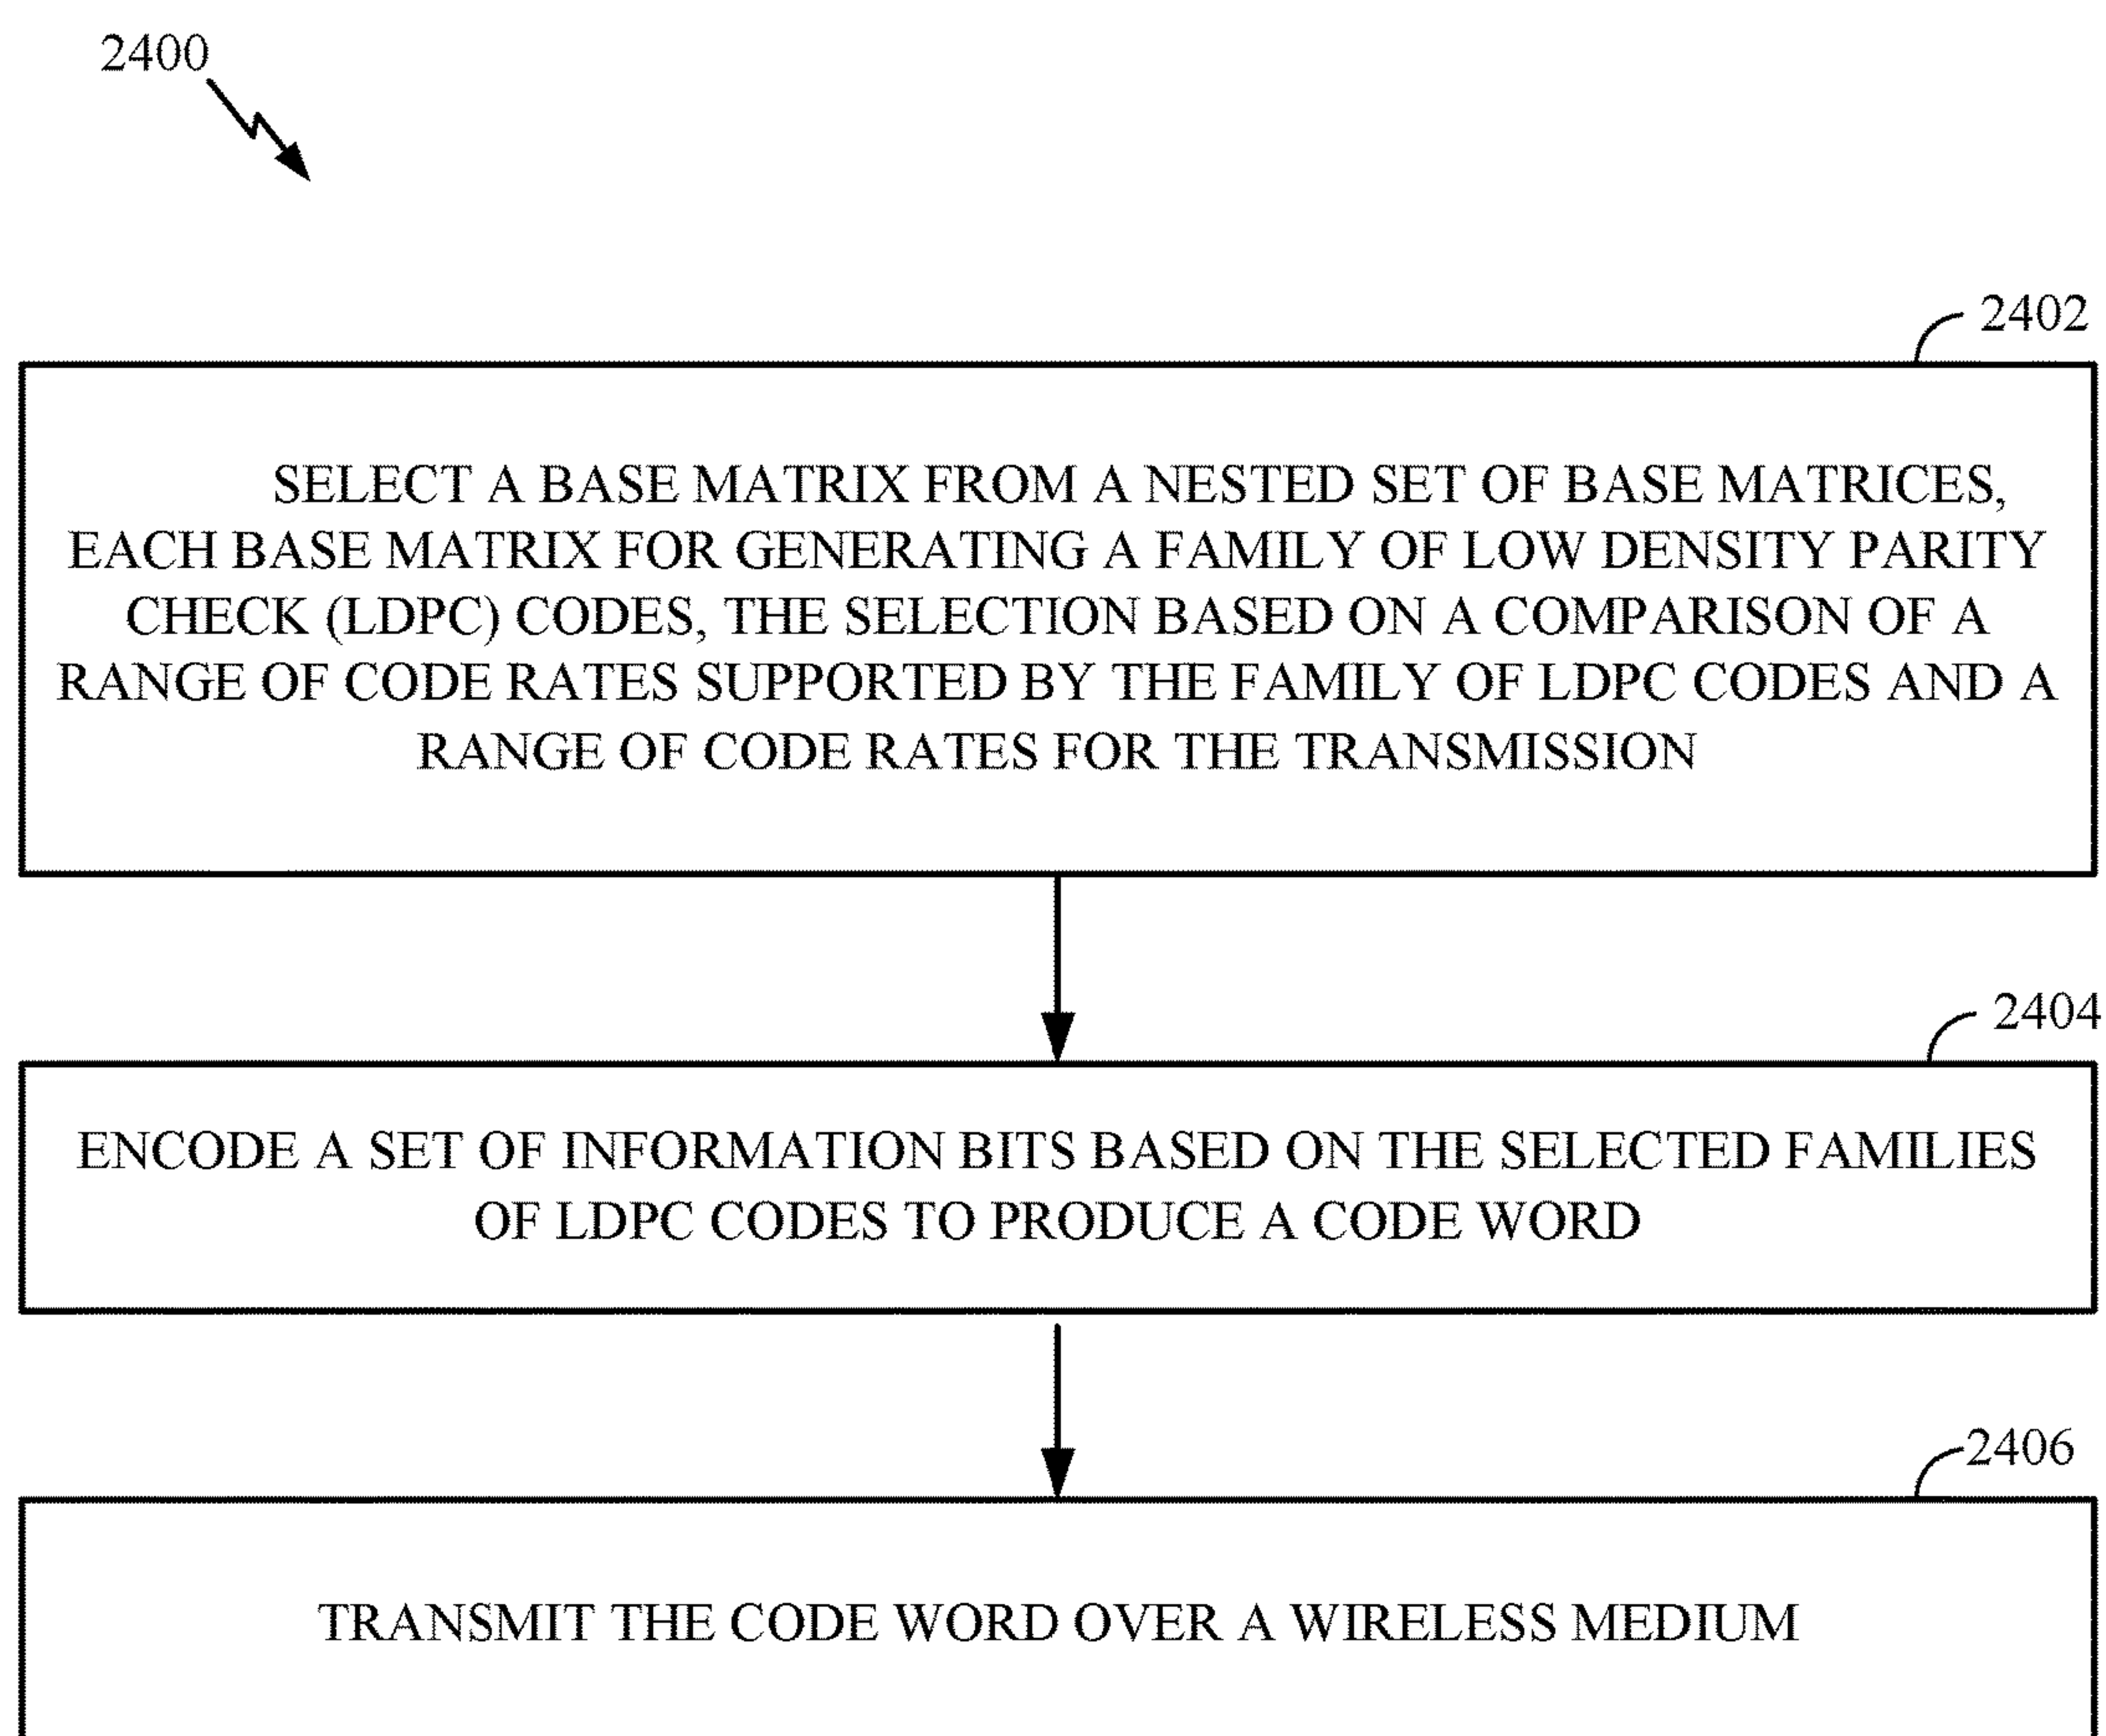 2400
2402
SELECT A BASE MATRIX FROM A NESTED SET OF BASE MATRICES,
EACH BASE MATRIX FOR GENERATING A FAMILY OF LOW DENSITY PARITY
CHECK (LDPC) CODES, THE SELECTION BASED ON A COMPARISON OF A
RANGE OF CODE RATES SUPPORTED BY THE FAMILY OF LDPC CODES AND A
RANGE OF CODE RATES FOR THE TRANSMISSION
2404
ENCODE A SET OF INFORMATION BITS BASED ON THE SELECTED FAMILIES
OF LDPC CODES TO PRODUCE A CODE WORD
2406
TRANSMIT THE CODE WORD OVER A WIRELESS MEDIUM